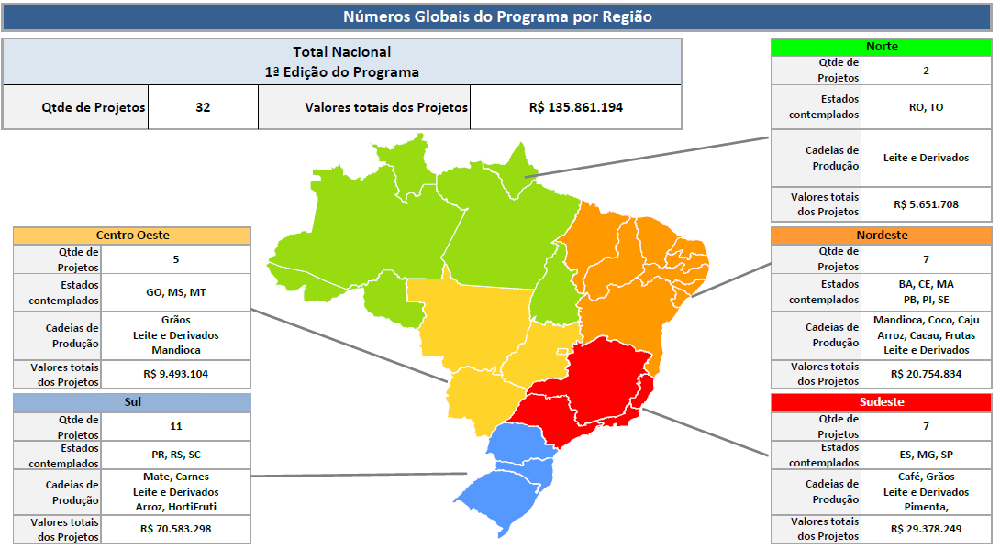 Números Globais do Programa por Região
Total Nacional
1ª Edição do Programa
Qtde de Projetos 32 Valores totais dos Projetos R$ 135.861.194
Norte
Qtde de
Projetos
2
Estados
contemplados
RO, TO
Cadeias de
Produção
Leite e Derivados
Valores totais
dos Projetos
R$ 5.651.708
Centro Oeste
Qtde de
Projetos
5
Estados
contemplados
GO, MS, MT
Cadeias de
Produção
Grãos
Leite e Derivados
Mandioca
Valores totais
dos Projetos
R$ 9.493.104
Nordeste
Qtde de
Projetos
7
Estados
contemplados
BA, CE, MA
PB, PI, SE
Cadeias de
Produção
Mandioca, Coco, Caju
Arroz, Cacau, Frutas
Leite e Derivados
Valores totais
dos Projetos
R$ 20.754.834
Sul
Qtde de
Projetos
11
Estados
contemplados
PR, RS, SC
Cadeias de
Produção
Mate, Carnes
Leite e Derivados
Arroz, HortiFruti
Valores totais
dos Projetos
R$ 70.583.298
Sudeste
Qtde de
Projetos
7
Estados
contemplados
ES, MG, SP
Cadeias de
Produção
Café, Grãos
Leite e Derivados
Pimenta,
Valores totais
dos Projetos
R$ 29.378.249